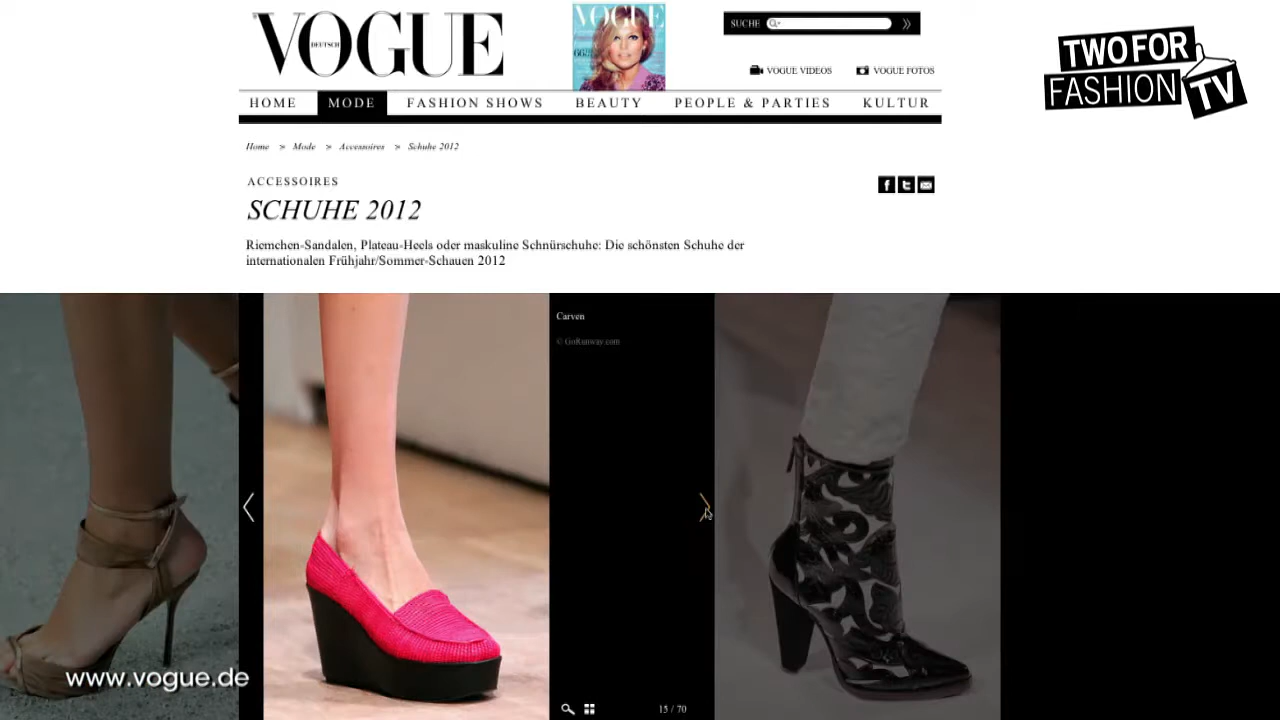 VOGUE
DEUTSCH
VOGUE
SUCHE
VOGUE VIDEOS
VOGUE FOTOS
TWO FOR
FASHION
TV
HOME
MODE
FASHION SHOWS
BEAUTY
PEOPLE & PARTIES
KULTUR
Home > Mode > Accessoires > Schuhe 2012
ACCESSOIRES
SCHUHE 2012
Riemchen-Sandalen, Plateau-Heels oder maskuline Schnürschuhe: Die schönsten Schuhe der
internationalen Frühjahr/Sommer-Schauen 2012
Carven
© GoRunway.com
www.vogue.de
15 / 70